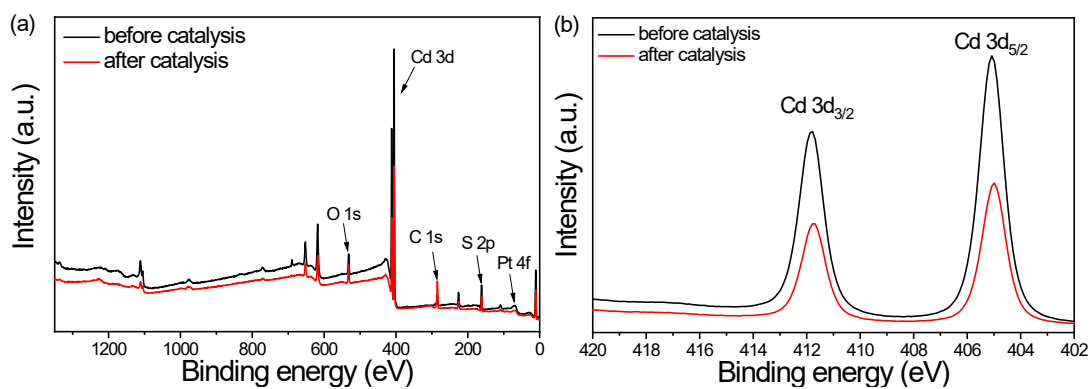 (a)
before catalysis
after catalysis
Cd 3d
O 1s
C 1s
S 2p
Pt 4f
Intensity (a.u.)
1200 1000 800 600 400 200 0
Binding energy (eV)
(b)
before catalysis
after catalysis
Cd 3d5/2
Cd 3d3/2
Intensity (a.u.)
420 418 416 414 412 410 408 406 404 402
Binding energy (eV)